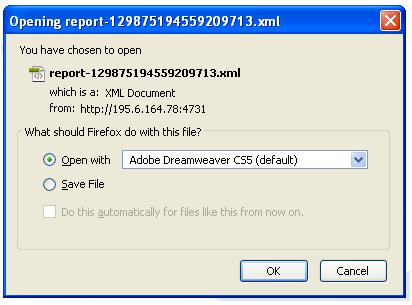 Opening report-129875194559209713.xml
You have chosen to open
report-129875194559209713.xml
which is a: XML Document
from: http://195.6.164.78:4731
What should Firefox do with this file?
Open with Adobe Dreamweaver CS5 (default)
Save File
Do this automatically for files like this from now on.
OK Cancel